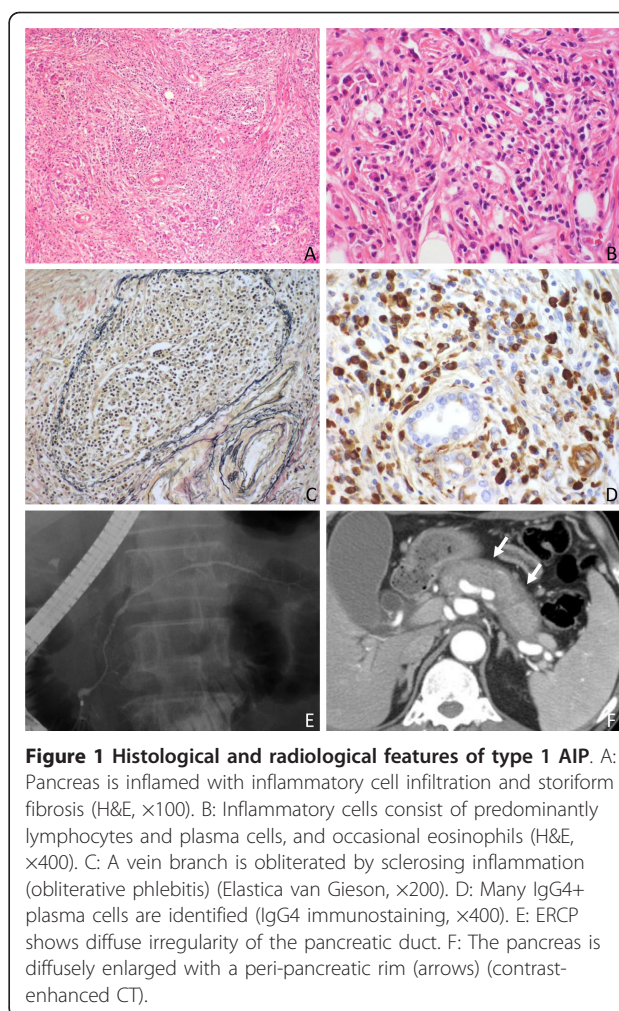 A
B
C
D
E
F
Figure 1 Histological and radiological features of type 1 AIP. A:
Pancreas is inflamed with inflammatory cell infiltration and storiform
fibrosis (H&E, ×100). B: Inflammatory cells consist of predominantly
lymphocytes and plasma cells, and occasional eosinophils (H&E,
×400). C: A vein branch is obliterated by sclerosing inflammation
(obliterative phlebitis) (Elastica van Gieson, ×200). D: Many IgG4+
plasma cells are identified (IgG4 immunostaining, ×400). E: ERCP
shows diffuse irregularity of the pancreatic duct. F: The pancreas is
diffusely enlarged with a peri-pancreatic rim (arrows) (contrast-
enhanced CT).